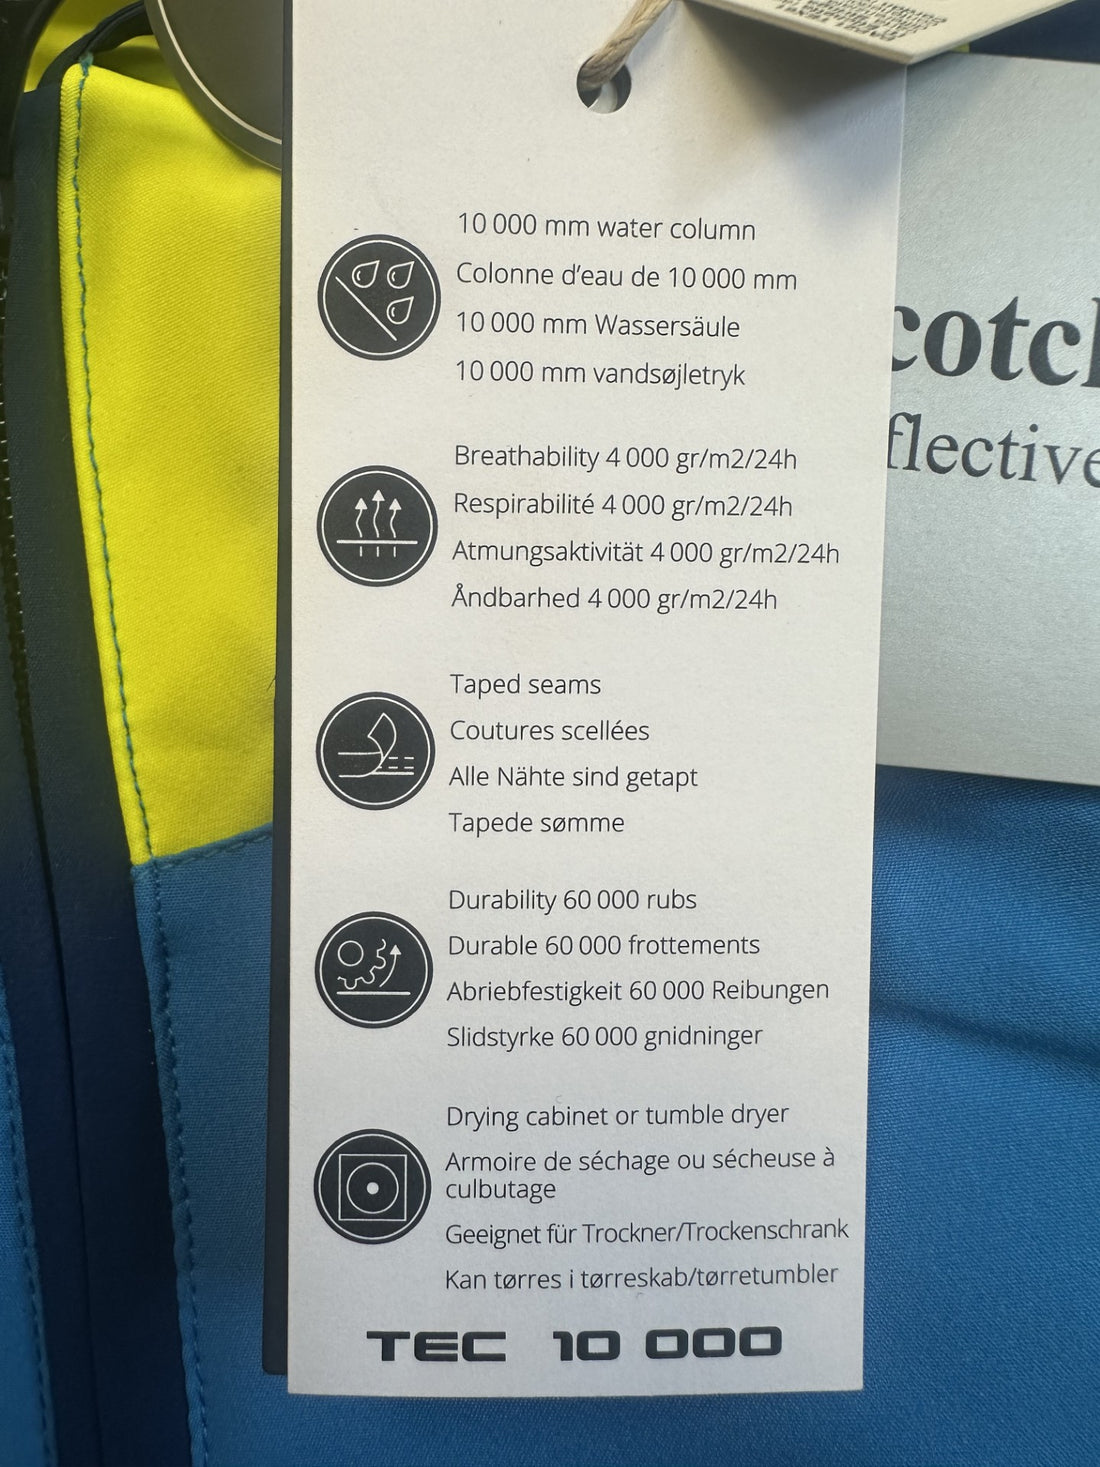 10 000 mm water column
Colonne d'eau de 10 000 mm
10 000 mm Wassersäule
10 000 mm vandsøjletryk
Breathability 4 000 gr/m2/24h
Respirabilité 4 000 gr/m2/24h
Atmungsaktivität 4 000 gr/m2/24h
Åndbarhed 4 000 gr/m2/24h
Taped seams
Coutures scellées
Alle Nähte sind getapt
Tapede sømme
Durability 60 000 rubs
Durable 60 000 frottements
Abriebfestigkeit 60 000 Reibungen
Slidstyrke 60 000 gnidninger
Drying cabinet or tumble dryer
Armoire de séchage ou sécheuse à
culbutage
Geeignet für Trockner/Trockenschrank
Kan tørres i tørreskab/tørretumbler
TEC 10 000
cotch
flective